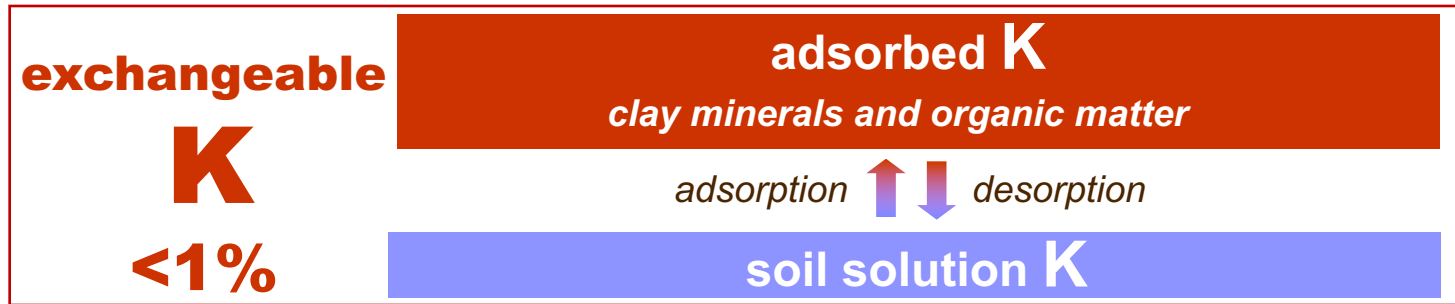 exchangeable
K
<1%
adsorbed K
clay minerals and organic matter
adsorption desorption
soil solution K